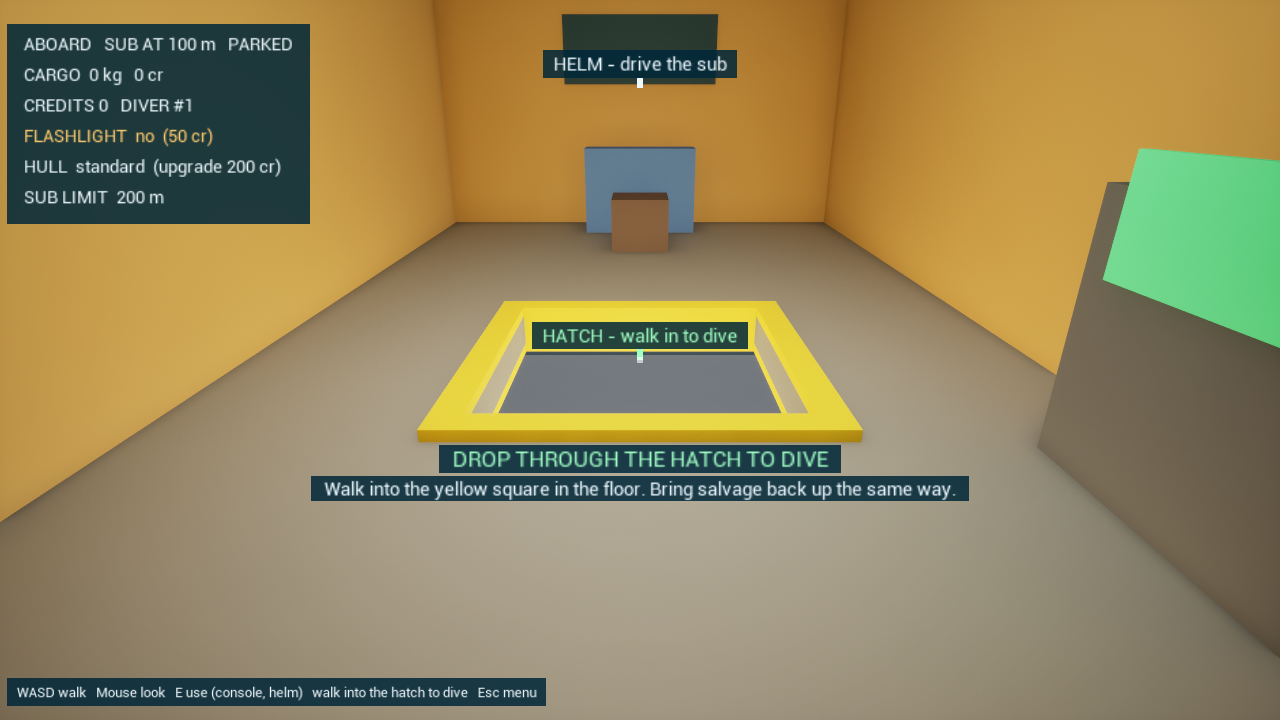 ABOARD SUB AT 100 m PARKED
CARGO 0 kg 0 cr
CREDITS 0 DIVER #1
FLASHLIGHT no (50 cr)
HULL standard (upgrade 200 cr)
SUB LIMIT 200 m
HELM - drive the sub
HATCH - walk in to dive
DROP THROUGH THE HATCH TO DIVE
Walk into the yellow square in the floor. Bring salvage back up the same way.
WASD walk Mouse look E use (console, helm) walk into the hatch to dive Esc menu